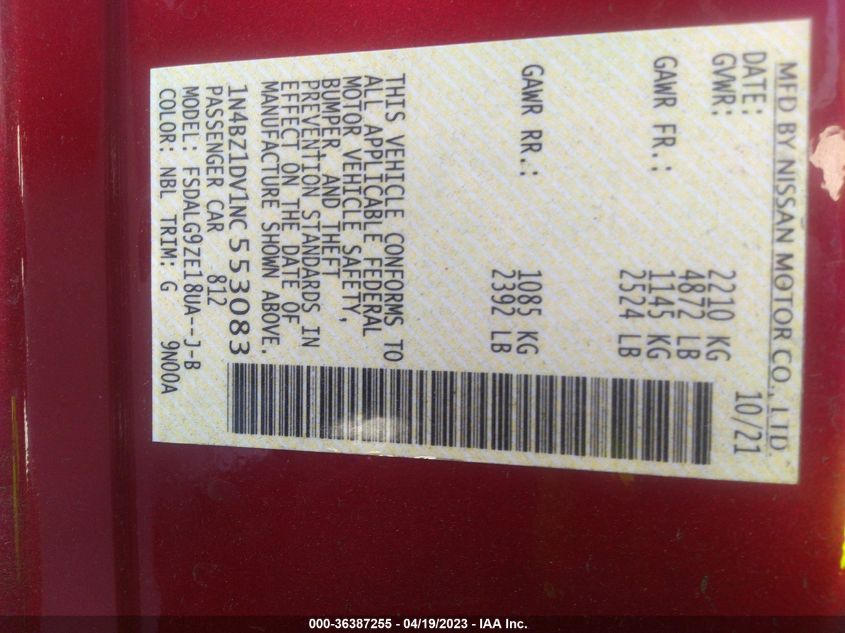 MFD BY NISSAN MOTOR CO., LTD.
DATE: 10/21
GVWR: 2210 KG
4872 LB
GAWR FR.: 1145 KG
2524 LB
GAWR RR.: 1085 KG
2392 LB
THIS VEHICLE CONFORMS TO
ALL APPLICABLE FEDERAL
MOTOR VEHICLE SAFETY,
BUMPER, AND THEFT
PREVENTION STANDARDS IN
EFFECT ON THE DATE OF
MANUFACTURE SHOWN ABOVE.
1N4BZ1DV1NC553083
PASSENGER CAR 812
MODEL: FSDALG9ZE18UA--J-B
COLOR: NBL TRIM: G 9N00A
000-36387255 - 04/19/2023 - IAA Inc.